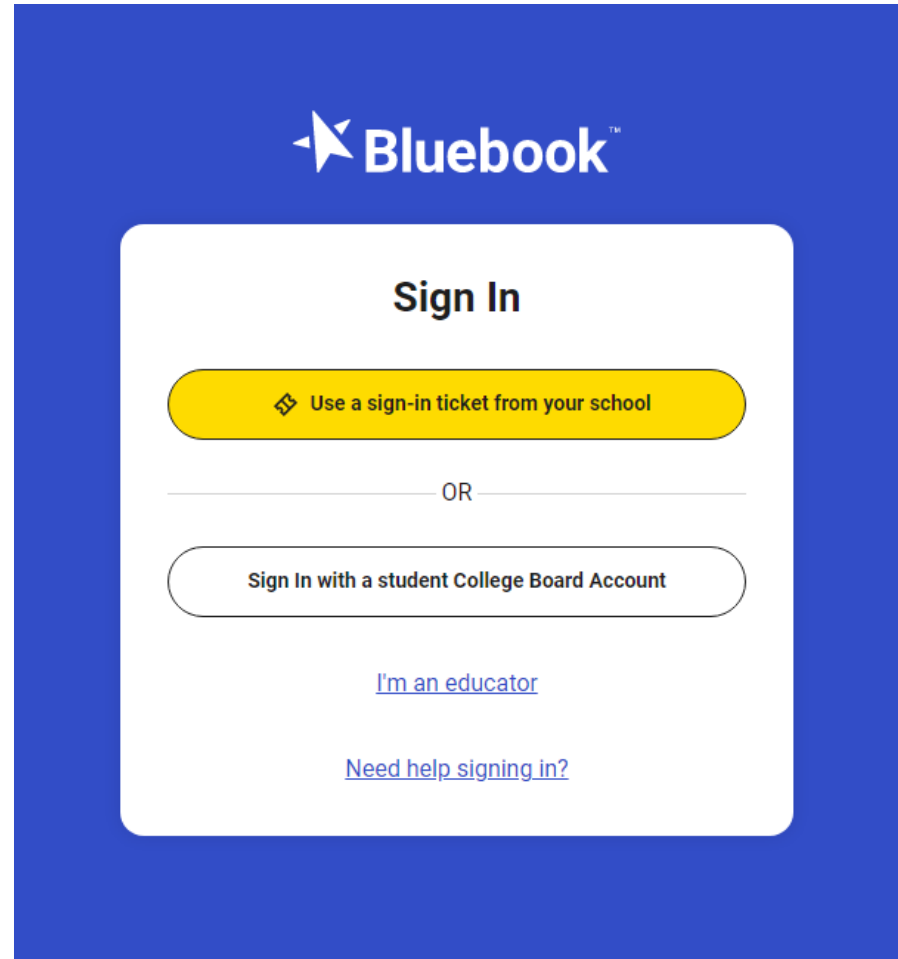 Bluebook™
Sign In
Use a sign-in ticket from your school
OR
Sign In with a student College Board Account
I'm an educator
Need help signing in?